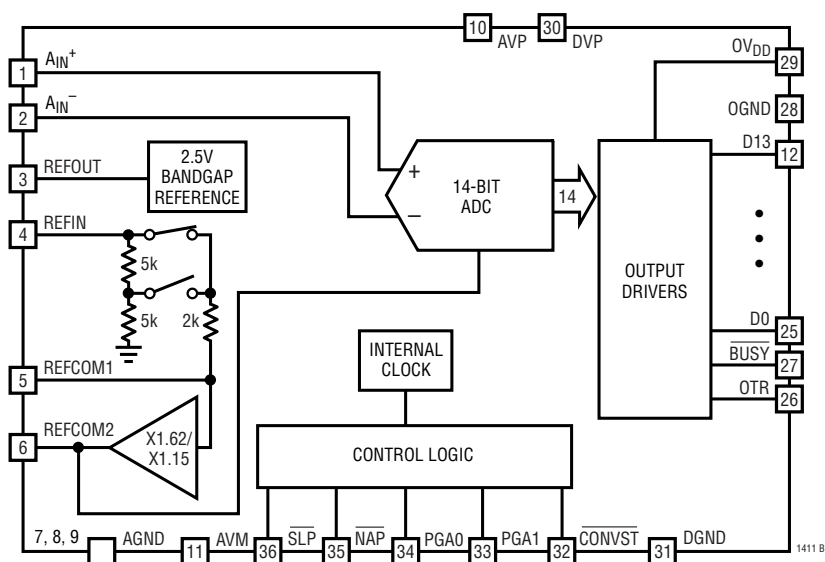 10 AVP 30 DVP
1 AIN+
2 AIN−
3 REFOUT
4 REFIN
5 REFCOM1
6 REFCOM2
2.5V
BANDGAP
REFERENCE
5k
5k
2k
X1.62/
X1.15
+
−
14-BIT
ADC
14
INTERNAL
CLOCK
CONTROL LOGIC
OUTPUT
DRIVERS
OVDD 29
OGND 28
D13 12
D0 25
BUSY 27
OTR 26
7, 8, 9 AGND 11 AVM 36 SLP 35 NAP 34 PGA0 33 PGA1 32 CONVST 31 DGND
1411 B